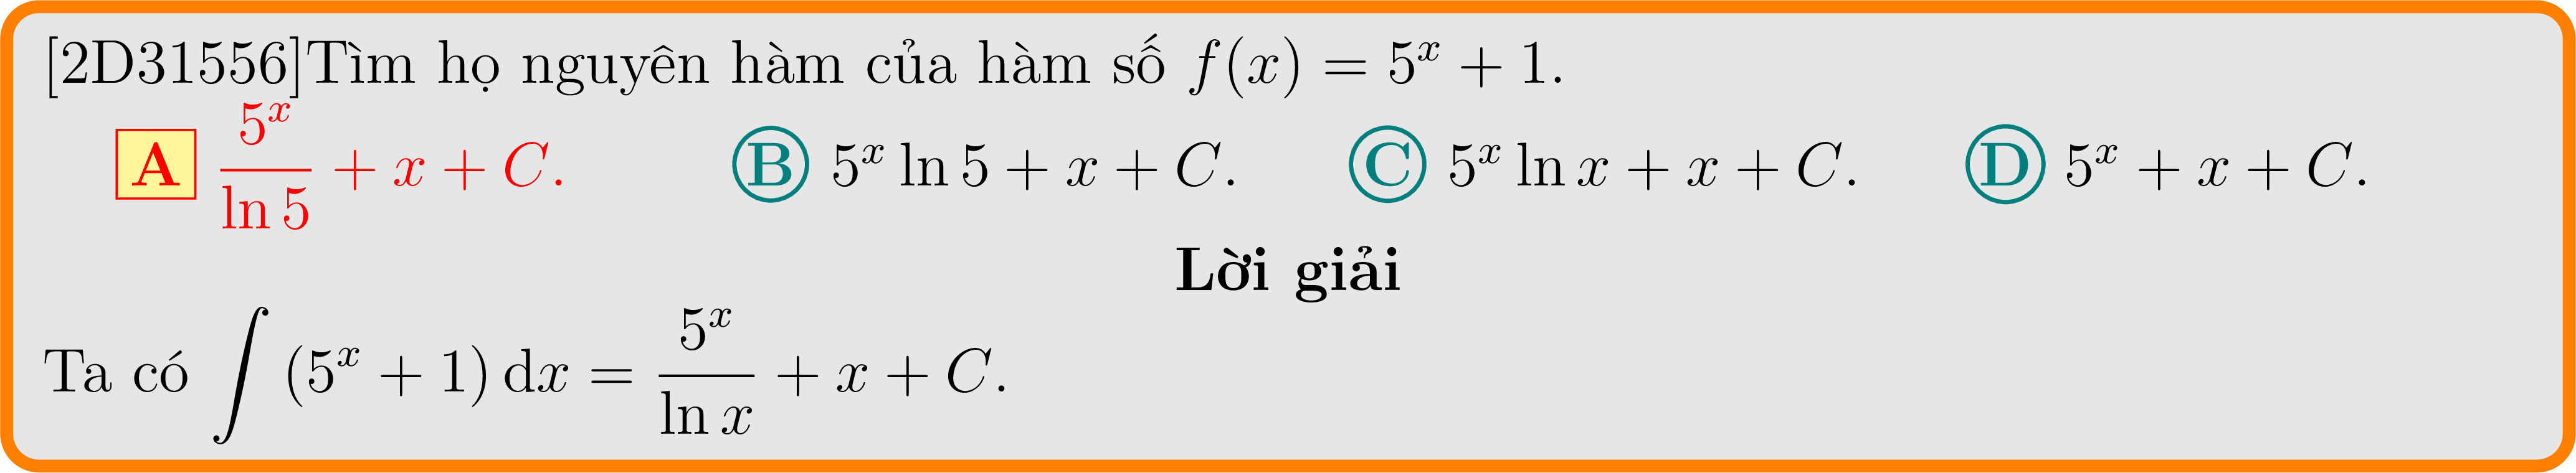 [2D31556]Tìm họ nguyên hàm của hàm số $f(x) = 5^x + 1$.
A $\frac{5^x}{\ln 5} + x + C$. B $5^x \ln 5 + x + C$. C $5^x \ln x + x + C$. D $5^x + x + C$.
Lời giải
Ta có $\int (5^x + 1) \, \mathrm{d}x = \frac{5^x}{\ln x} + x + C$.